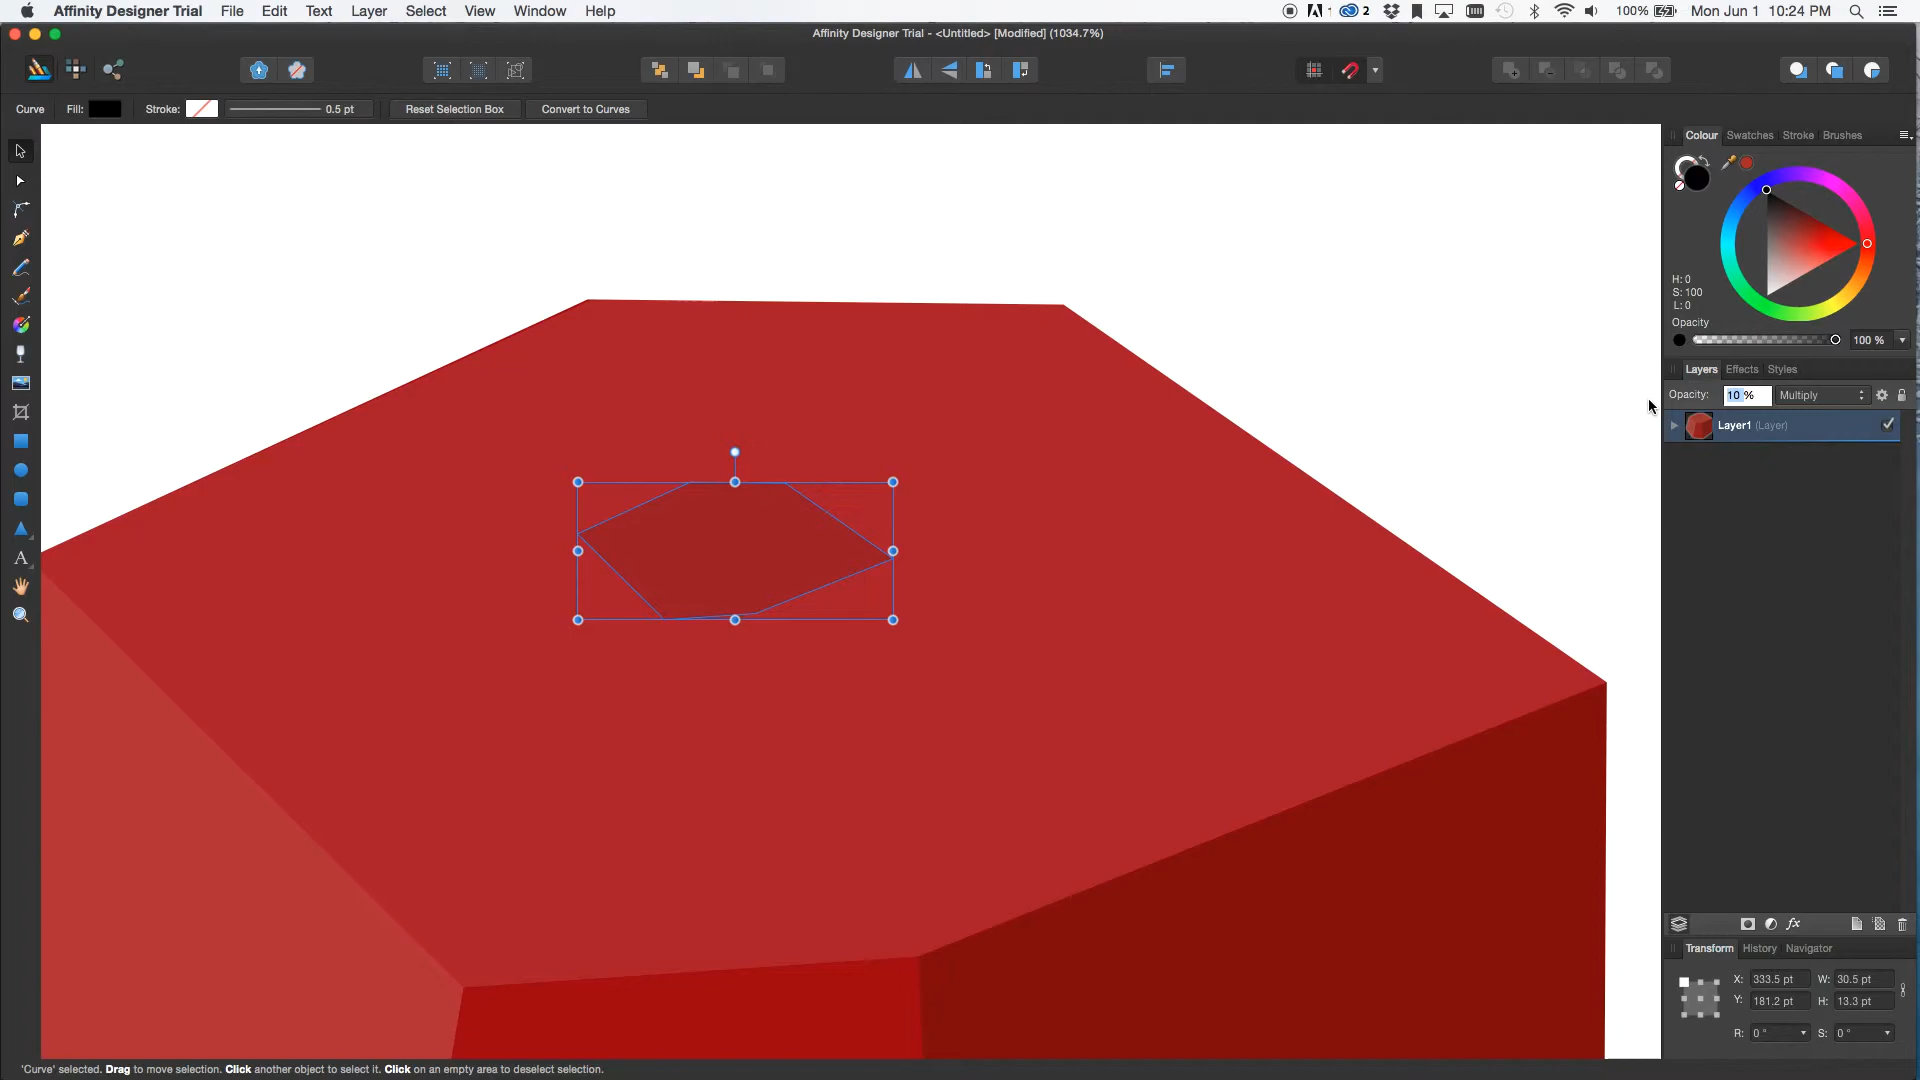 Affinity Designer Trial File Edit Text Layer Select View Window Help 2 100% Mon Jun 1 10:24 PM
Affinity Designer Trial - <Untitled> [Modified] (1034.7%)
Curve Fill: Stroke: 0.5 pt Reset Selection Box Convert to Curves
Colour Swatches Stroke Brushes
H: 0
S: 100
L: 0
Opacity
100 %
Layers Effects Styles
Opacity: 10 % Multiply
Layer1 (Layer)
A
fx
Transform History Navigator
X: 333.5 pt W: 30.5 pt
Y: 181.2 pt H: 13.3 pt
R: 0 ° S: 0 °
'Curve' selected. Drag to move selection. Click another object to select it. Click on an empty area to deselect selection.